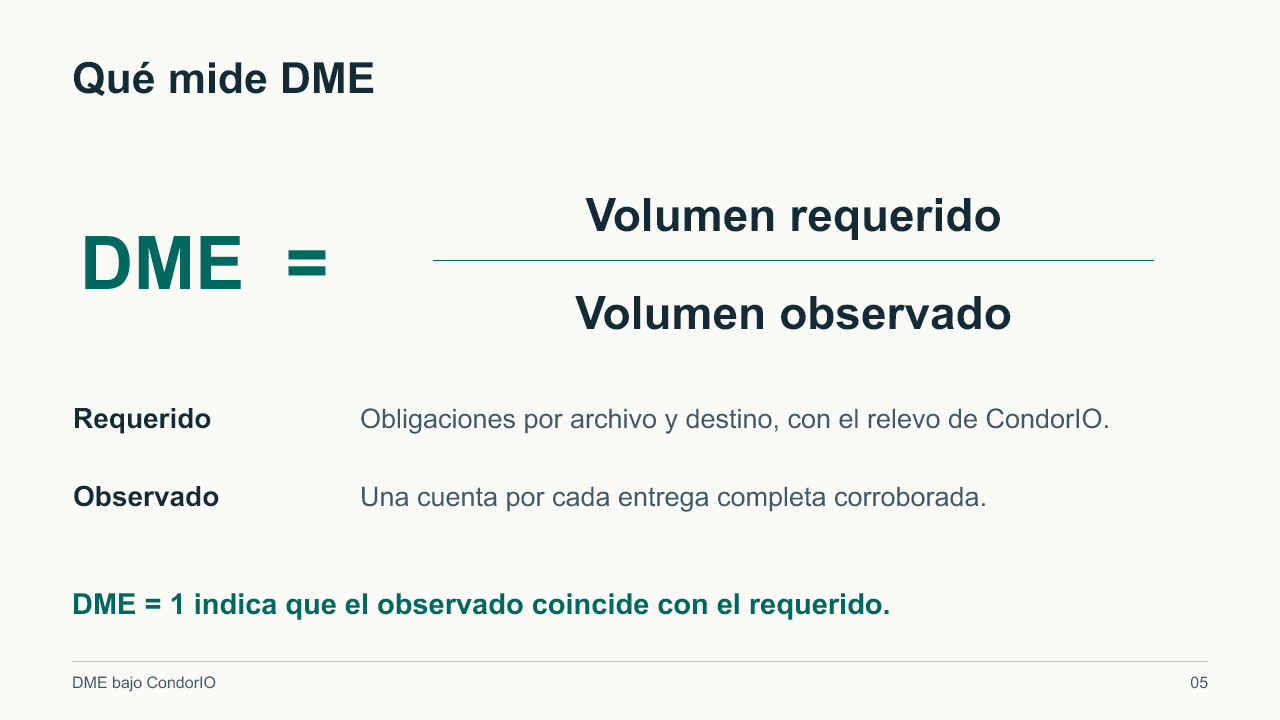 Qué mide DME
DME =
Volumen requerido
Volumen observado
Requerido
Obligaciones por archivo y destino, con el relevo de CondorIO.
Observado
Una cuenta por cada entrega completa corroborada.
DME = 1 indica que el observado coincide con el requerido.
DME bajo CondorIO
05